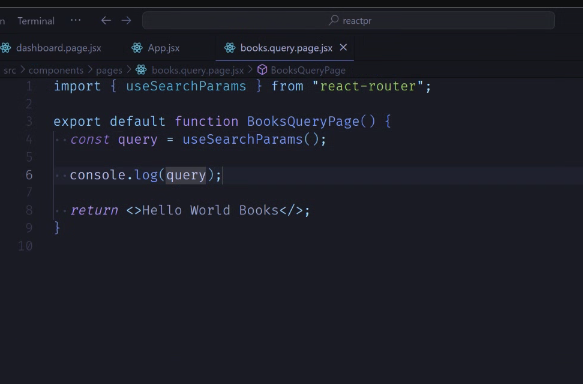 n Terminal ··· ← → reactpr
dashboard.page.jsx App.jsx books.query.page.jsx ×
src > components > pages > books.query.page.jsx > BooksQueryPage
1 import { useSearchParams } from "react-router";
2
3 export default function BooksQueryPage() {
4 const query = useSearchParams();
5
6 console.log(query);
7
8 return <>Hello World Books</>;
9 }
10